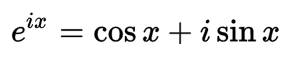 e^{ix} = cos x + i sin x